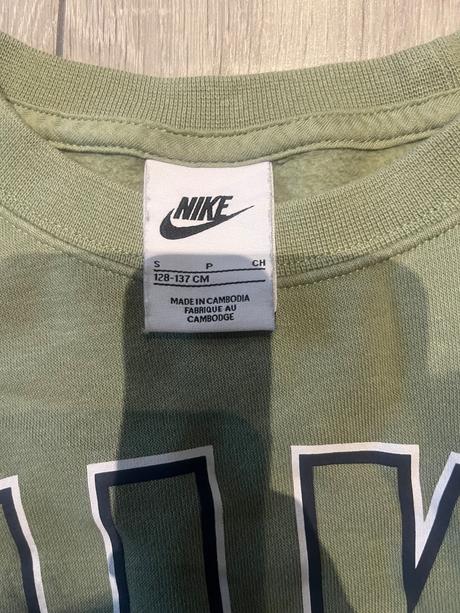 NIKE
S P CH
128-137 CM
MADE IN CAMBODIA
FABRIQUE AU
CAMBODGE